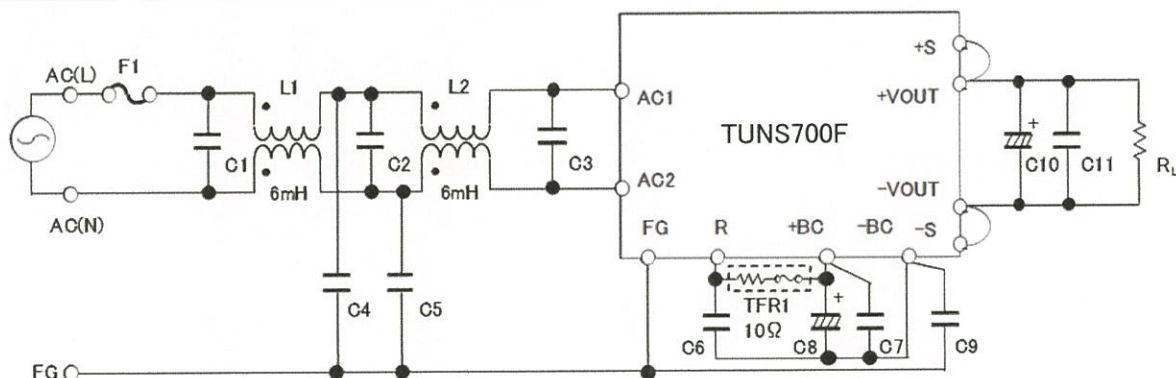 AC(L)
F1
L1
L2
C1
C2
C3
6mH
6mH
AC(N)
C4
C5
FG
AC1
AC2
TUNS700F
+S
+VOUT
-VOUT
-S
FG
R
+BC
-BC
TFR1
10Ω
C6
+
C8
C7
C9
+
C10
C11
RL